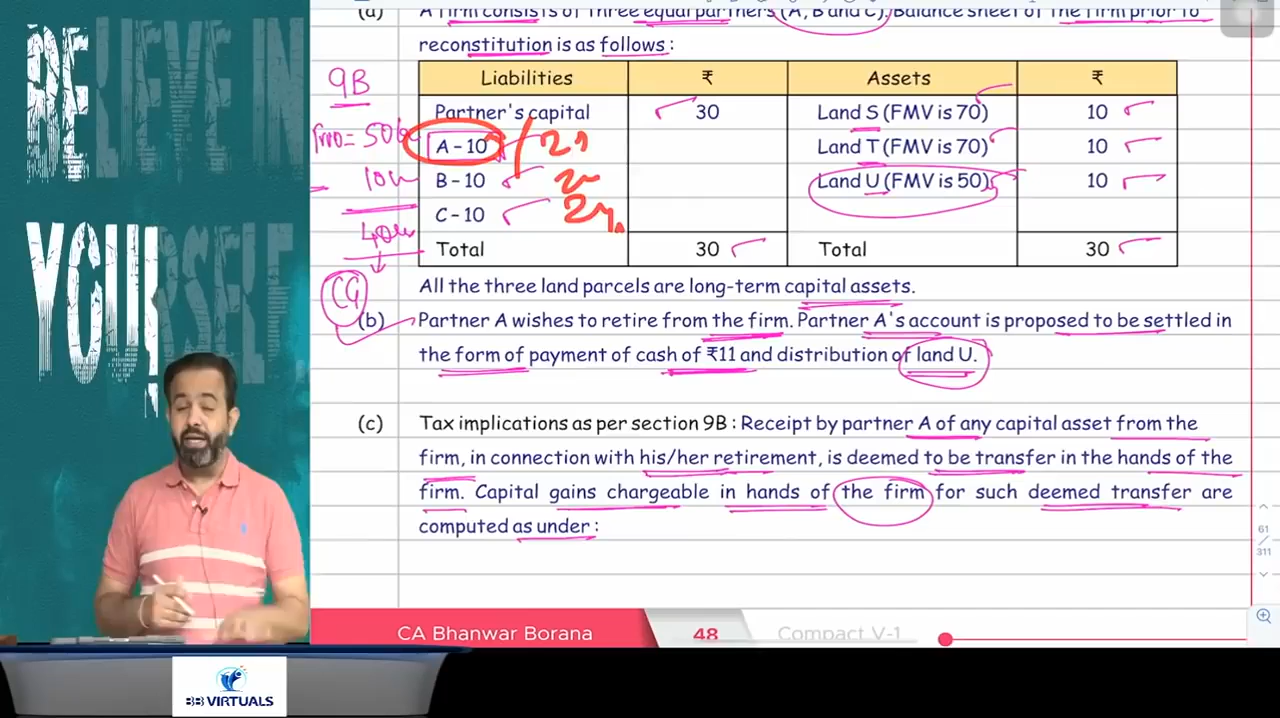 BELIEVE IN
YOURSELF
(a) A firm consists of three equal partners (A, B and C). Balance sheet of the firm prior to
reconstitution is as follows :
9B
Liabilities ₹ Assets ₹
Partner's capital 30 Land S (FMV is 70) 10
= 50
A - 10 Land T (FMV is 70) 10
B - 10 Land U (FMV is 50) 10
C - 10
Total 30 Total 30
CG
All the three land parcels are long-term capital assets.
(b) Partner A wishes to retire from the firm. Partner A's account is proposed to be settled in
the form of payment of cash of ₹11 and distribution of land U.
(c) Tax implications as per section 9B : Receipt by partner A of any capital asset from the
firm, in connection with his/her retirement, is deemed to be transfer in the hands of the
firm. Capital gains chargeable in hands of the firm for such deemed transfer are
computed as under :
61
/
311
CA Bhanwar Borana 48 Compact V-1
BB VIRTUALS